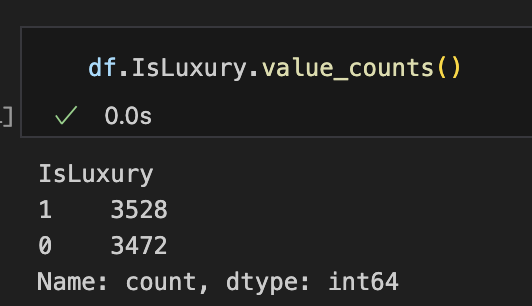 df.IsLuxury.value_counts()
]
✓ 0.0s
IsLuxury
1    3528
0    3472
Name: count, dtype: int64